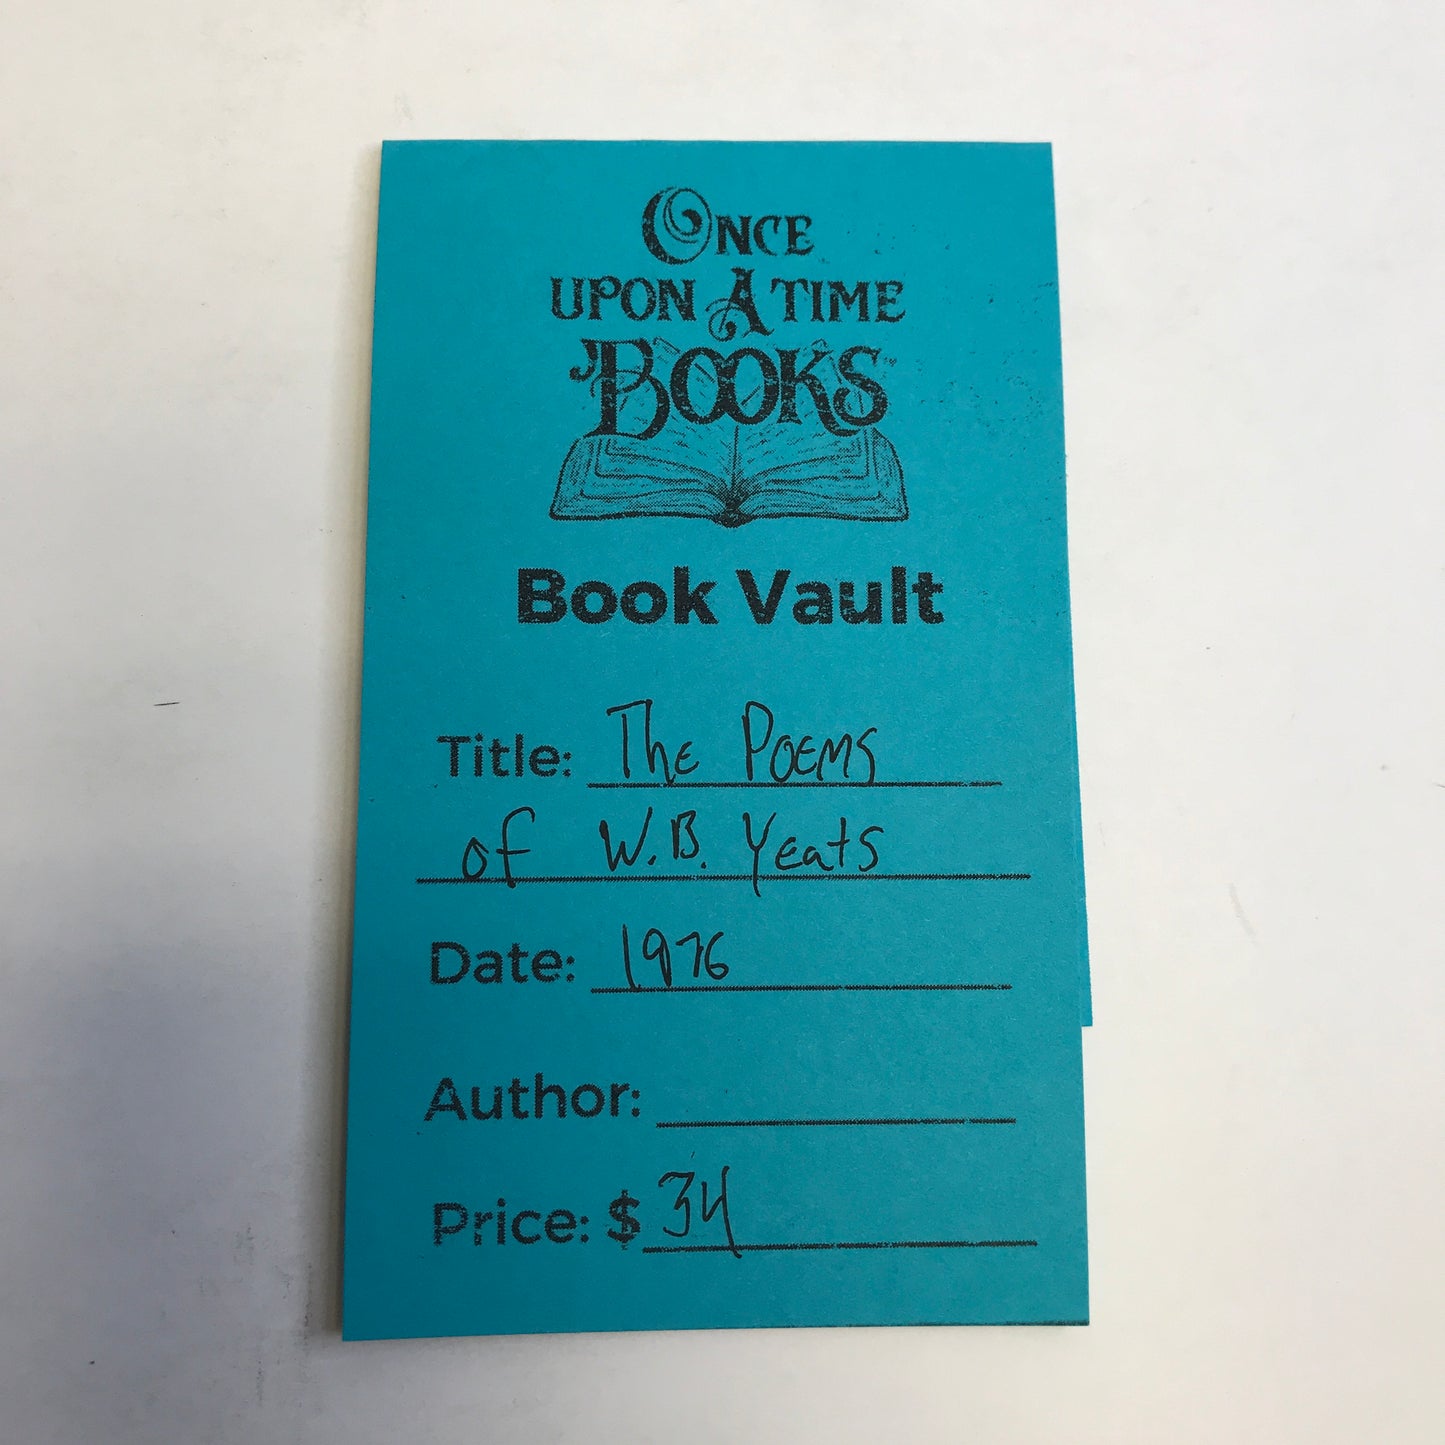 ONCE
UPON A TIME
BOOKS
Book Vault
Title: The Poems
of W.B. Yeats
Date: 1976
Author:
Price: $ 34